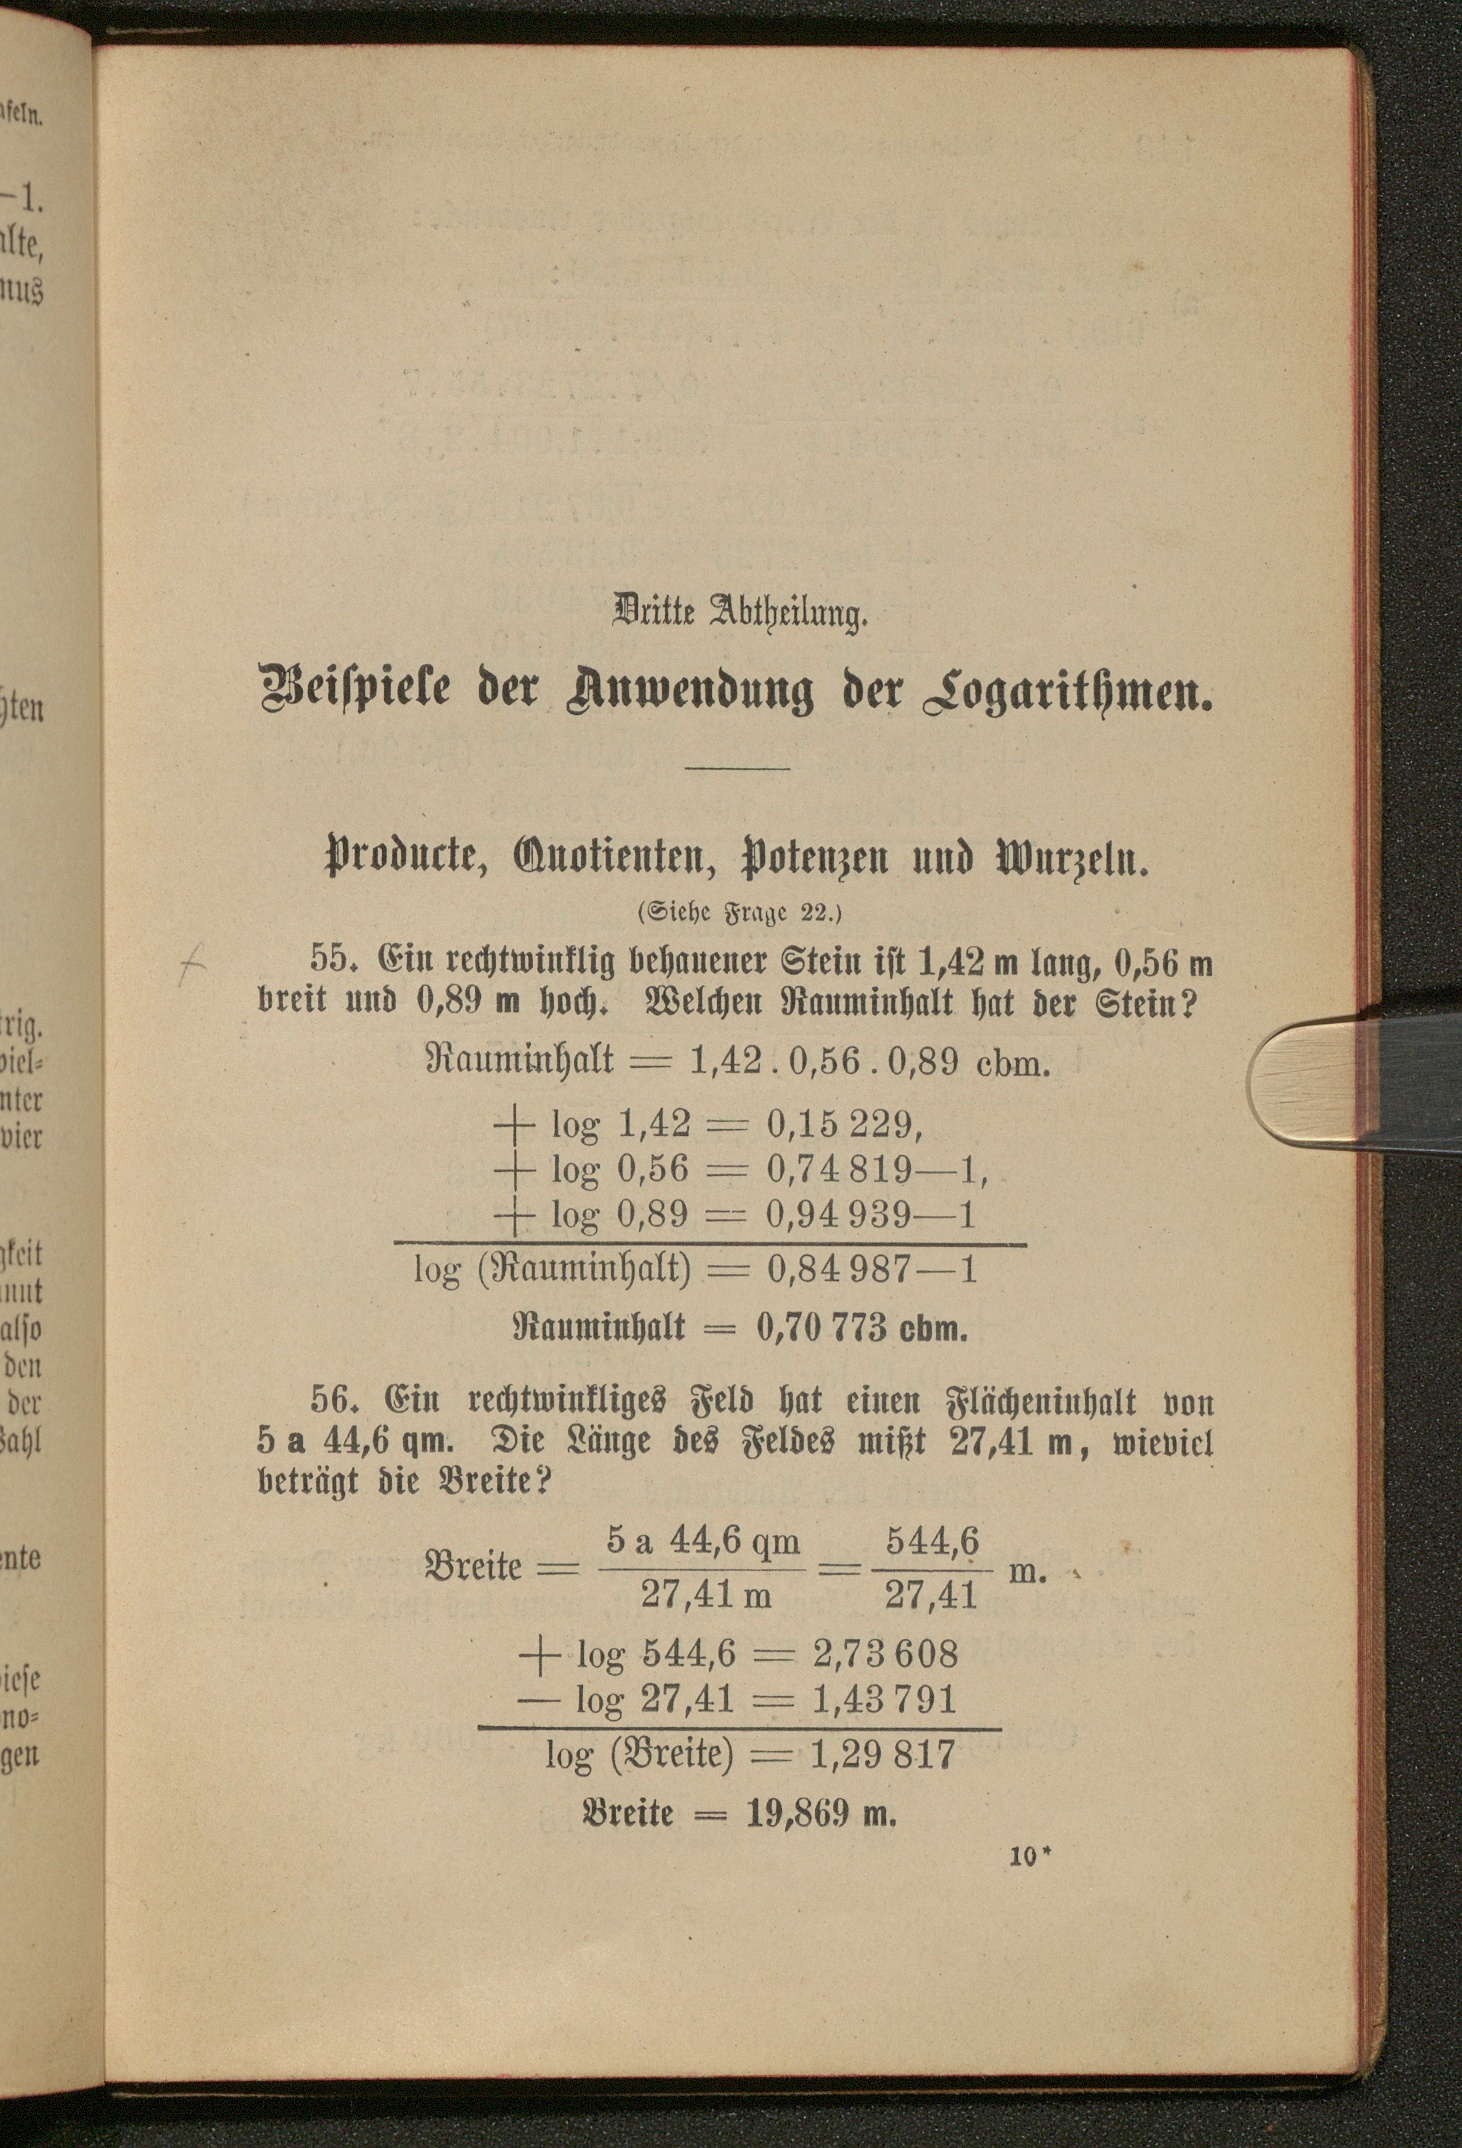 Dritte Abtheilung.
Beiſpiele der Anwendung der Logarithmen.
Producte, Quotienten, Potenzen und Wurzeln.
(Siehe Frage 22.)
55. Ein rechtwinklig behauener Stein iſt 1,42 m lang, 0,56 m
breit und 0,89 m hoch. Welchen Rauminhalt hat der Stein?
Rauminhalt = 1,42 . 0,56 . 0,89 cbm.
+ log 1,42 = 0,15 229,
+ log 0,56 = 0,74 819—1,
+ log 0,89 = 0,94 939—1
log (Rauminhalt) = 0,84 987—1
Rauminhalt = 0,70 773 cbm.
56. Ein rechtwinkliges Feld hat einen Flächeninhalt von
5 a 44,6 qm. Die Länge des Feldes mißt 27,41 m, wieviel
beträgt die Breite?
Breite = 5 a 44,6 qm / 27,41 m = 544,6 / 27,41 m.
+ log 544,6 = 2,73 608
— log 27,41 = 1,43 791
log (Breite) = 1,29 817
Breite = 19,869 m.
10*